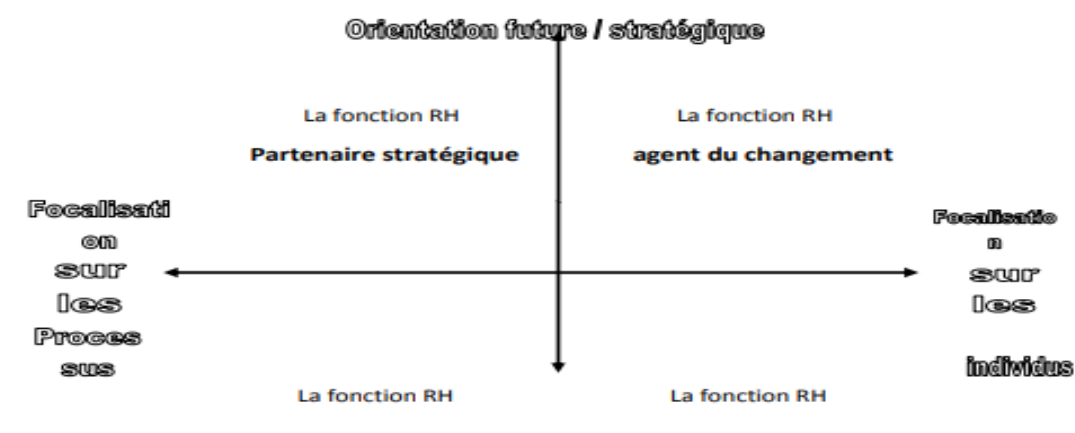 Orientation future / stratégique
La fonction RH
La fonction RH
Partenaire stratégique
agent du changement
Focalisati
on
sur
les
Proces
sus
Focalisatio
n
sur
les
individus
La fonction RH
La fonction RH